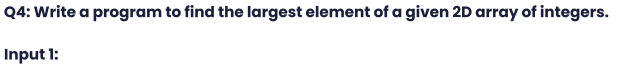 Q4: Write a program to find the largest element of a given 2D array of integers.
Input 1: